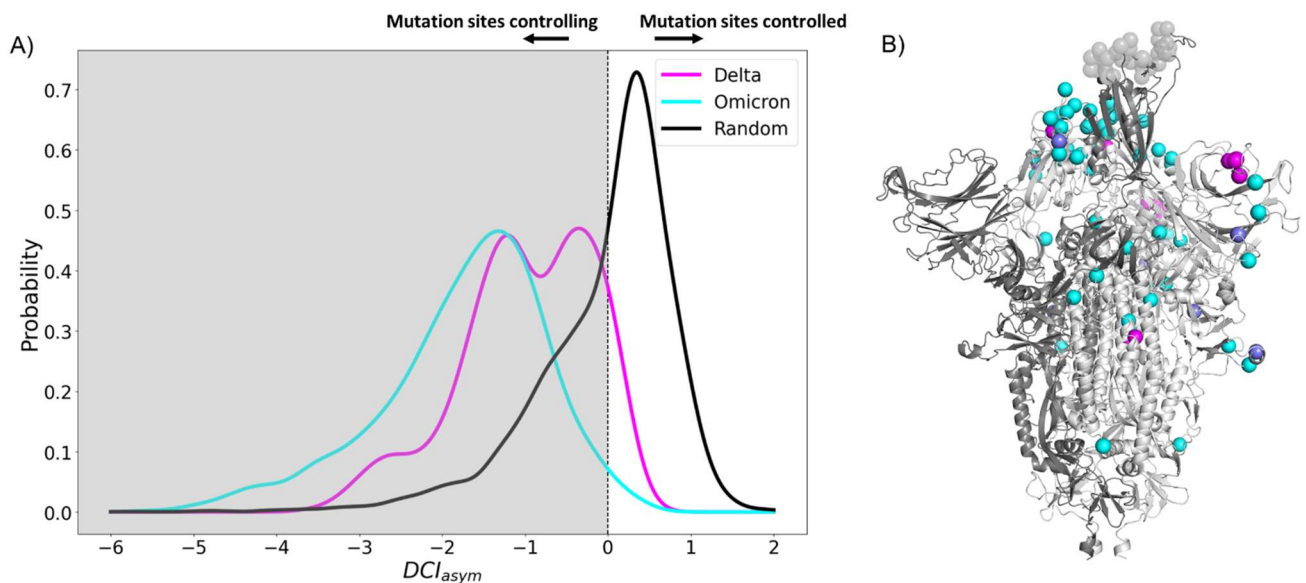 A)
Mutation sites controlling
Mutation sites controlled
B)
Delta
Omicron
Random
Probability
0.7
0.6
0.5
0.4
0.3
0.2
0.1
0.0
−6 −5 −4 −3 −2 −1 0 1 2
DCI_asym